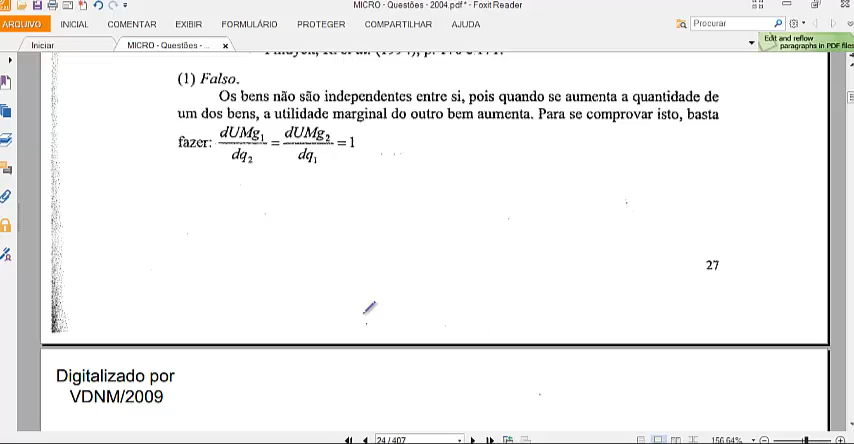 MICRO - Questões - 2004.pdf* - Foxit Reader
ARQUIVO INICIAL COMENTAR EXIBIR FORMULÁRIO PROTEGER COMPARTILHAR AJUDA
Procurar
Iniciar
MICRO - Questões - ... x
Edit and reflow
paragraphs in PDF files
(1) Falso.
Os bens não são independentes entre si, pois quando se aumenta a quantidade de
um dos bens, a utilidade marginal do outro bem aumenta. Para se comprovar isto, basta
fazer: dUMg₁/dq₂ = dUMg₂/dq₁ = 1
27
Digitalizado por
VDNM/2009
24 / 407
156,64%